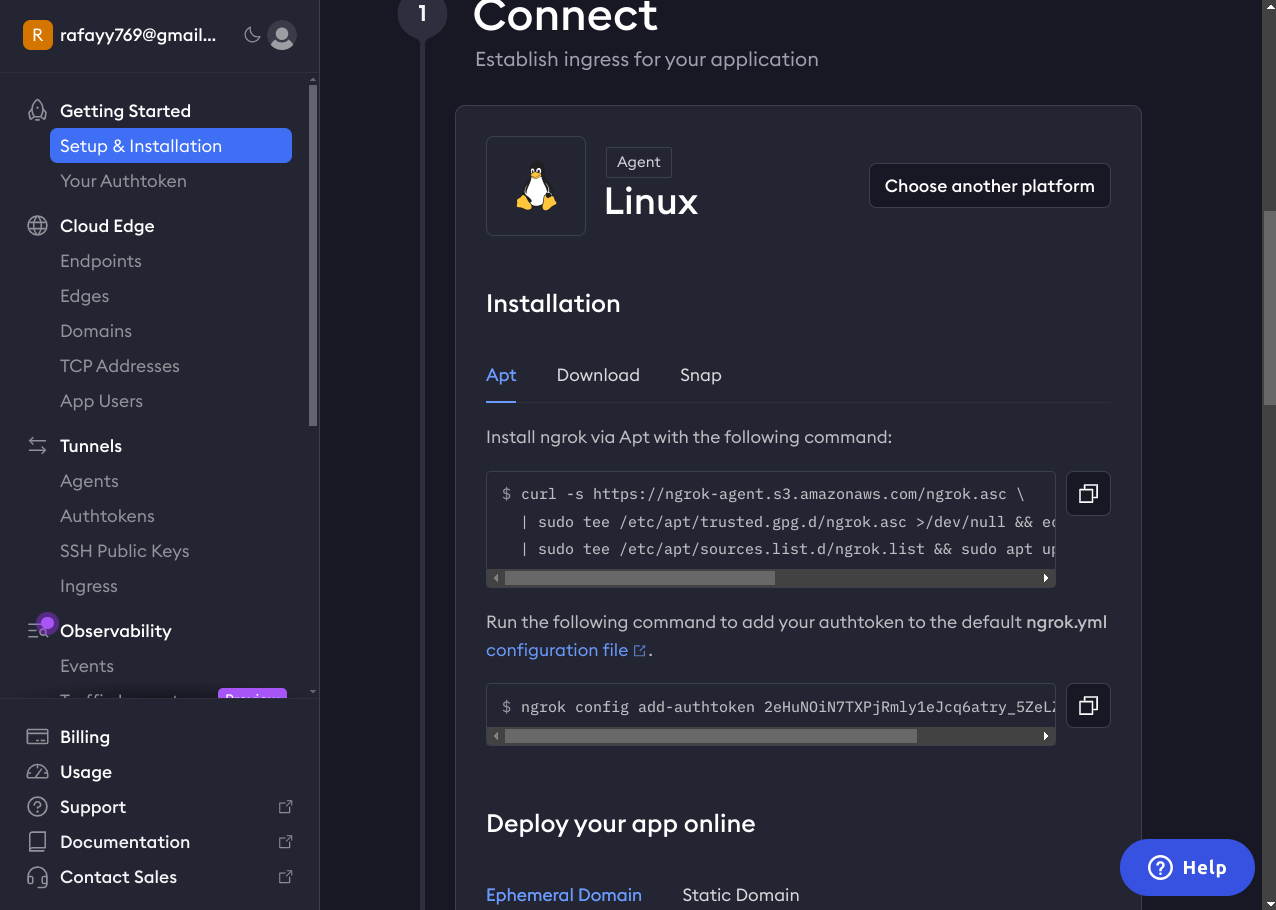 R rafayy769@gmail...
Getting Started
Setup & Installation
Your Authtoken
Cloud Edge
Endpoints
Edges
Domains
TCP Addresses
App Users
Tunnels
Agents
Authtokens
SSH Public Keys
Ingress
Observability
Events
Billing
Usage
Support
Documentation
Contact Sales
1
Connect
Establish ingress for your application
Agent
Linux
Choose another platform
Installation
Apt Download Snap
Install ngrok via Apt with the following command:
$ curl -s https://ngrok-agent.s3.amazonaws.com/ngrok.asc \
| sudo tee /etc/apt/trusted.gpg.d/ngrok.asc >/dev/null && ec
| sudo tee /etc/apt/sources.list.d/ngrok.list && sudo apt up
Run the following command to add your authtoken to the default ngrok.yml
configuration file.
$ ngrok config add-authtoken 2eHuNOiN7TXPjRmly1eJcq6atry_5ZeLZ
Deploy your app online
Ephemeral Domain Static Domain
Help